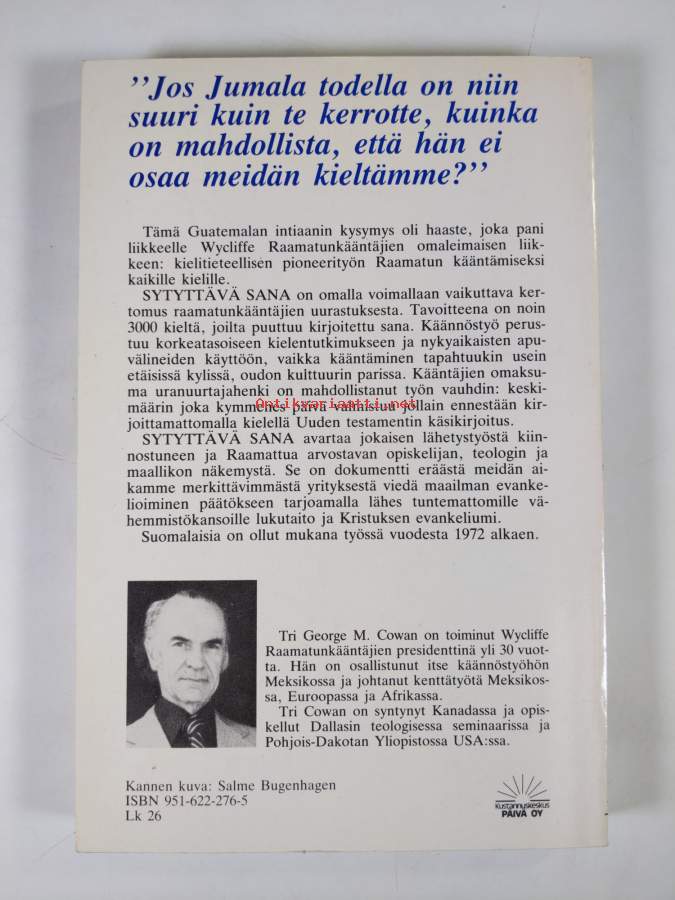 ”Jos Jumala todella on niin
suuri kuin te kerrotte, kuinka
on mahdollista, että hän ei
osaa meidän kieltämme?”
Tämä Guatemalan intiaanin kysymys oli haaste, joka pani
liikkeelle Wycliffe Raamatunkääntäjien omaleimaisen liik-
keen: kielitieteellisen pioneerityön Raamatun kääntämiseksi
kaikille kielille.
SYTYTTÄVÄ SANA on omalla voimallaan vaikuttava ker-
tomus raamatunkääntäjien uurastuksesta. Tavoitteena on noin
3000 kieltä, joilta puuttuu kirjoitettu sana. Käännöstyö perus-
tuu korkeatasoiseen kielentutkimukseen ja nykyaikaisten apu-
välineiden käyttöön, vaikka kääntäminen tapahtuukin usein
etäisissä kylissä, oudon kulttuurin parissa. Kääntäjien omaksu-
ma uranuurtajahenki on mahdollistanut työn vauhdin: keski-
määrin joka kymmenes päivä valmistuu jollain ennestään kir-
Antikvariaatti.net
joittamattomalla kielellä Uuden testamentin käsikirjoitus.
SYTYTTÄVÄ SANA avartaa jokaisen lähetystyöstä kiin-
nostuneen ja Raamattua arvostavan opiskelijan, teologin ja
maallikon näkemystä. Se on dokumentti eräästä meidän ai-
kamme merkittävimmästä yrityksestä viedä maailman evanke-
lioiminen päätökseen tarjoamalla lähes tuntemattomille vä-
hemmistökansoille lukutaito ja Kristuksen evankeliumi.
Suomalaisia on ollut mukana työssä vuodesta 1972 alkaen.
Tri George M. Cowan on toiminut Wycliffe
Raamatunkääntäjien presidenttinä yli 30 vuot-
ta. Hän on osallistunut itse käännöstyöhön
Meksikossa ja johtanut kenttätyötä Meksikos-
sa, Euroopassa ja Afrikassa.
Tri Cowan on syntynyt Kanadassa ja opis-
kellut Dallasin teologisessa seminaarissa ja
Pohjois-Dakotan Yliopistossa USA:ssa.
Kannen kuva: Salme Bugenhagen
ISBN 951-622-276-5
Lk 26
Kustannuskeskus
PÄIVÄ OY